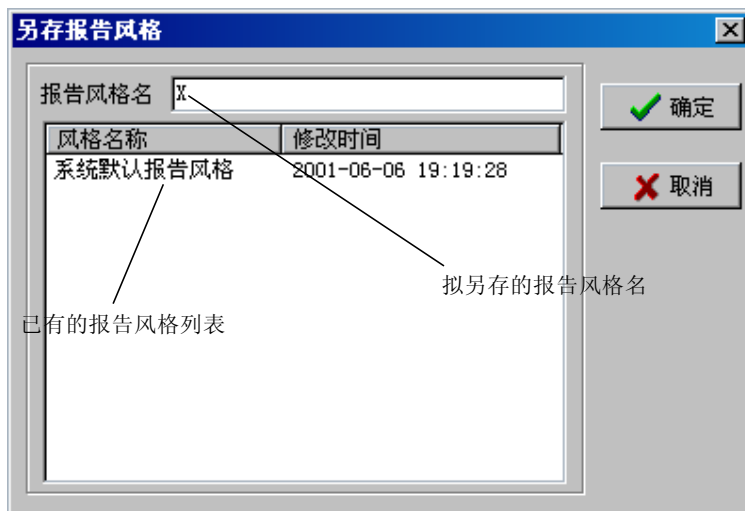 另存报告风格
报告风格名 X
确定
风格名称 修改时间
系统默认报告风格 2001-06-06 19:19:28
取消
拟另存的报告风格名
已有的报告风格列表